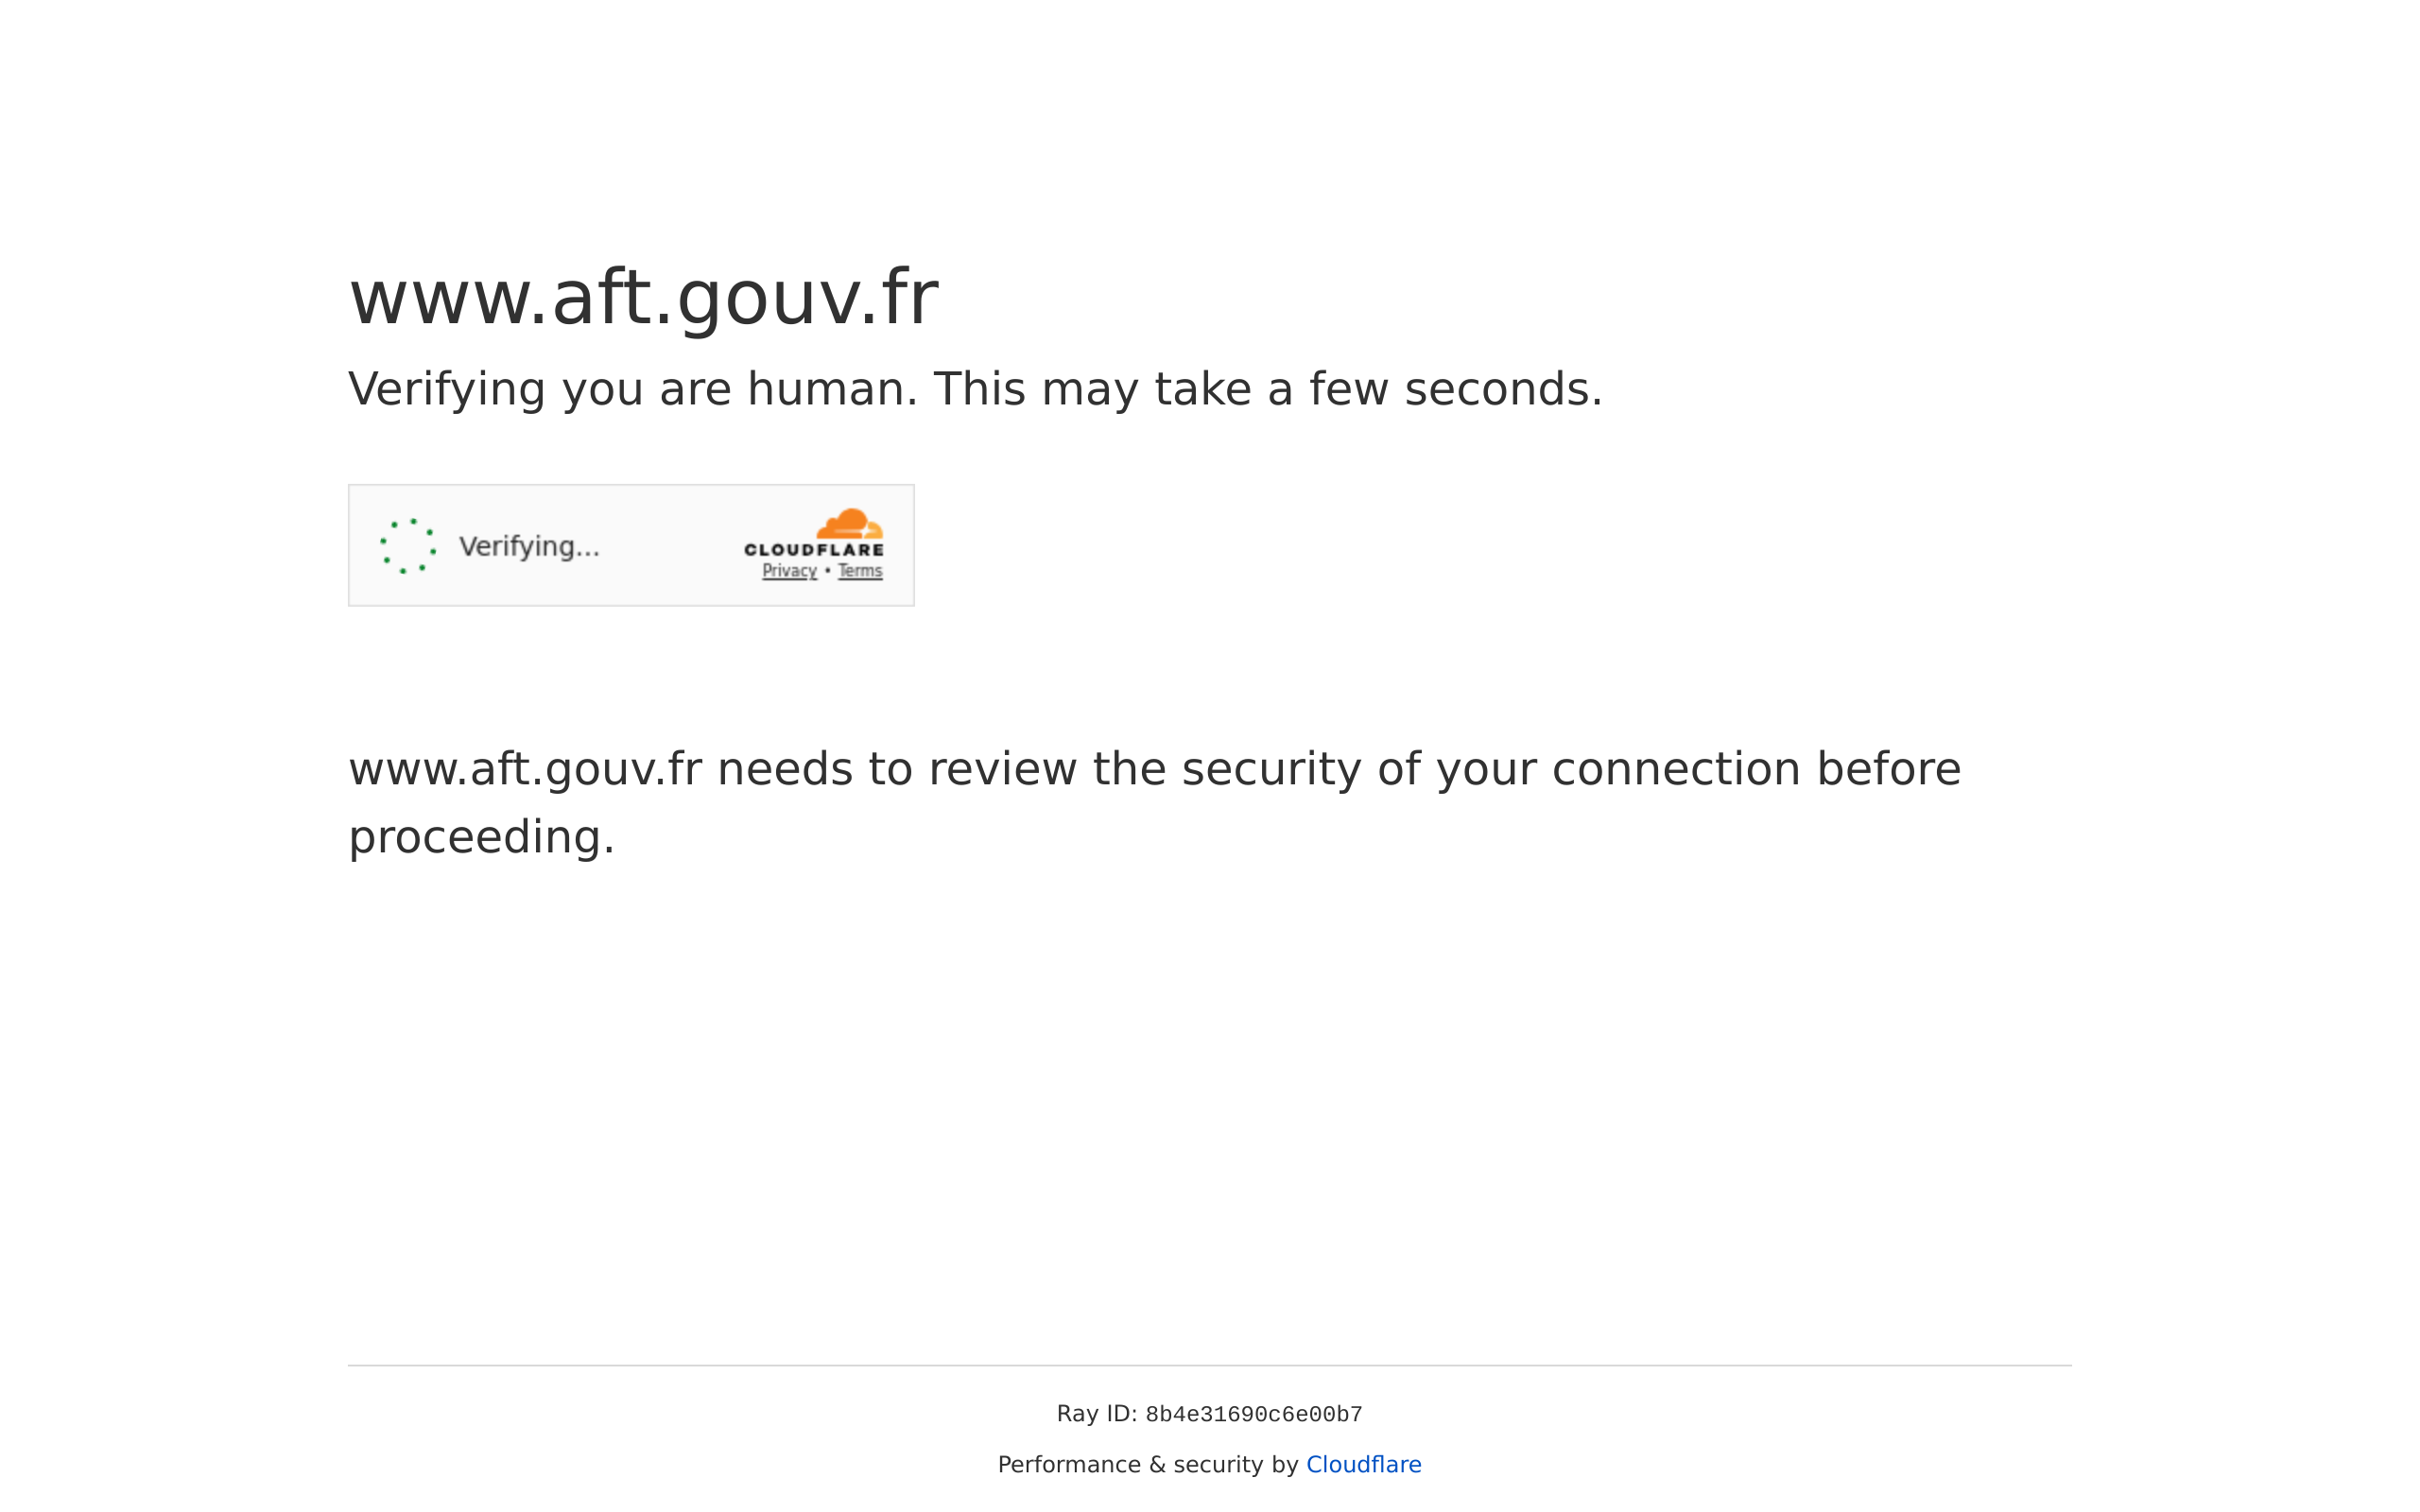 www.aft.gouv.fr
Verifying you are human. This may take a few seconds.
Verifying...
CLOUDFLARE
Privacy • Terms
www.aft.gouv.fr needs to review the security of your connection before
proceeding.
Ray ID: 8b4e31690c6e00b7
Performance & security by Cloudflare